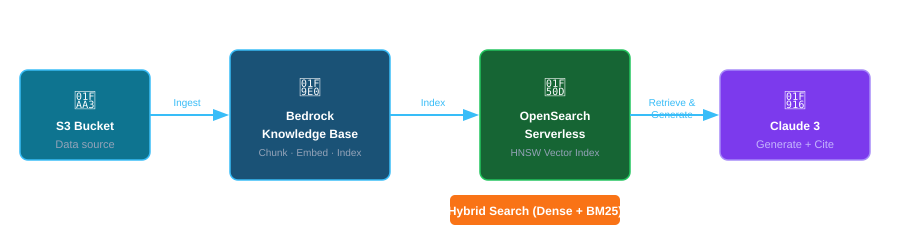 S3 Bucket
Data source
Ingest
Bedrock
Knowledge Base
Chunk · Embed · Index
Index
OpenSearch
Serverless
HNSW Vector Index
Retrieve &
Generate
Claude 3
Generate + Cite
Hybrid Search (Dense + BM25)